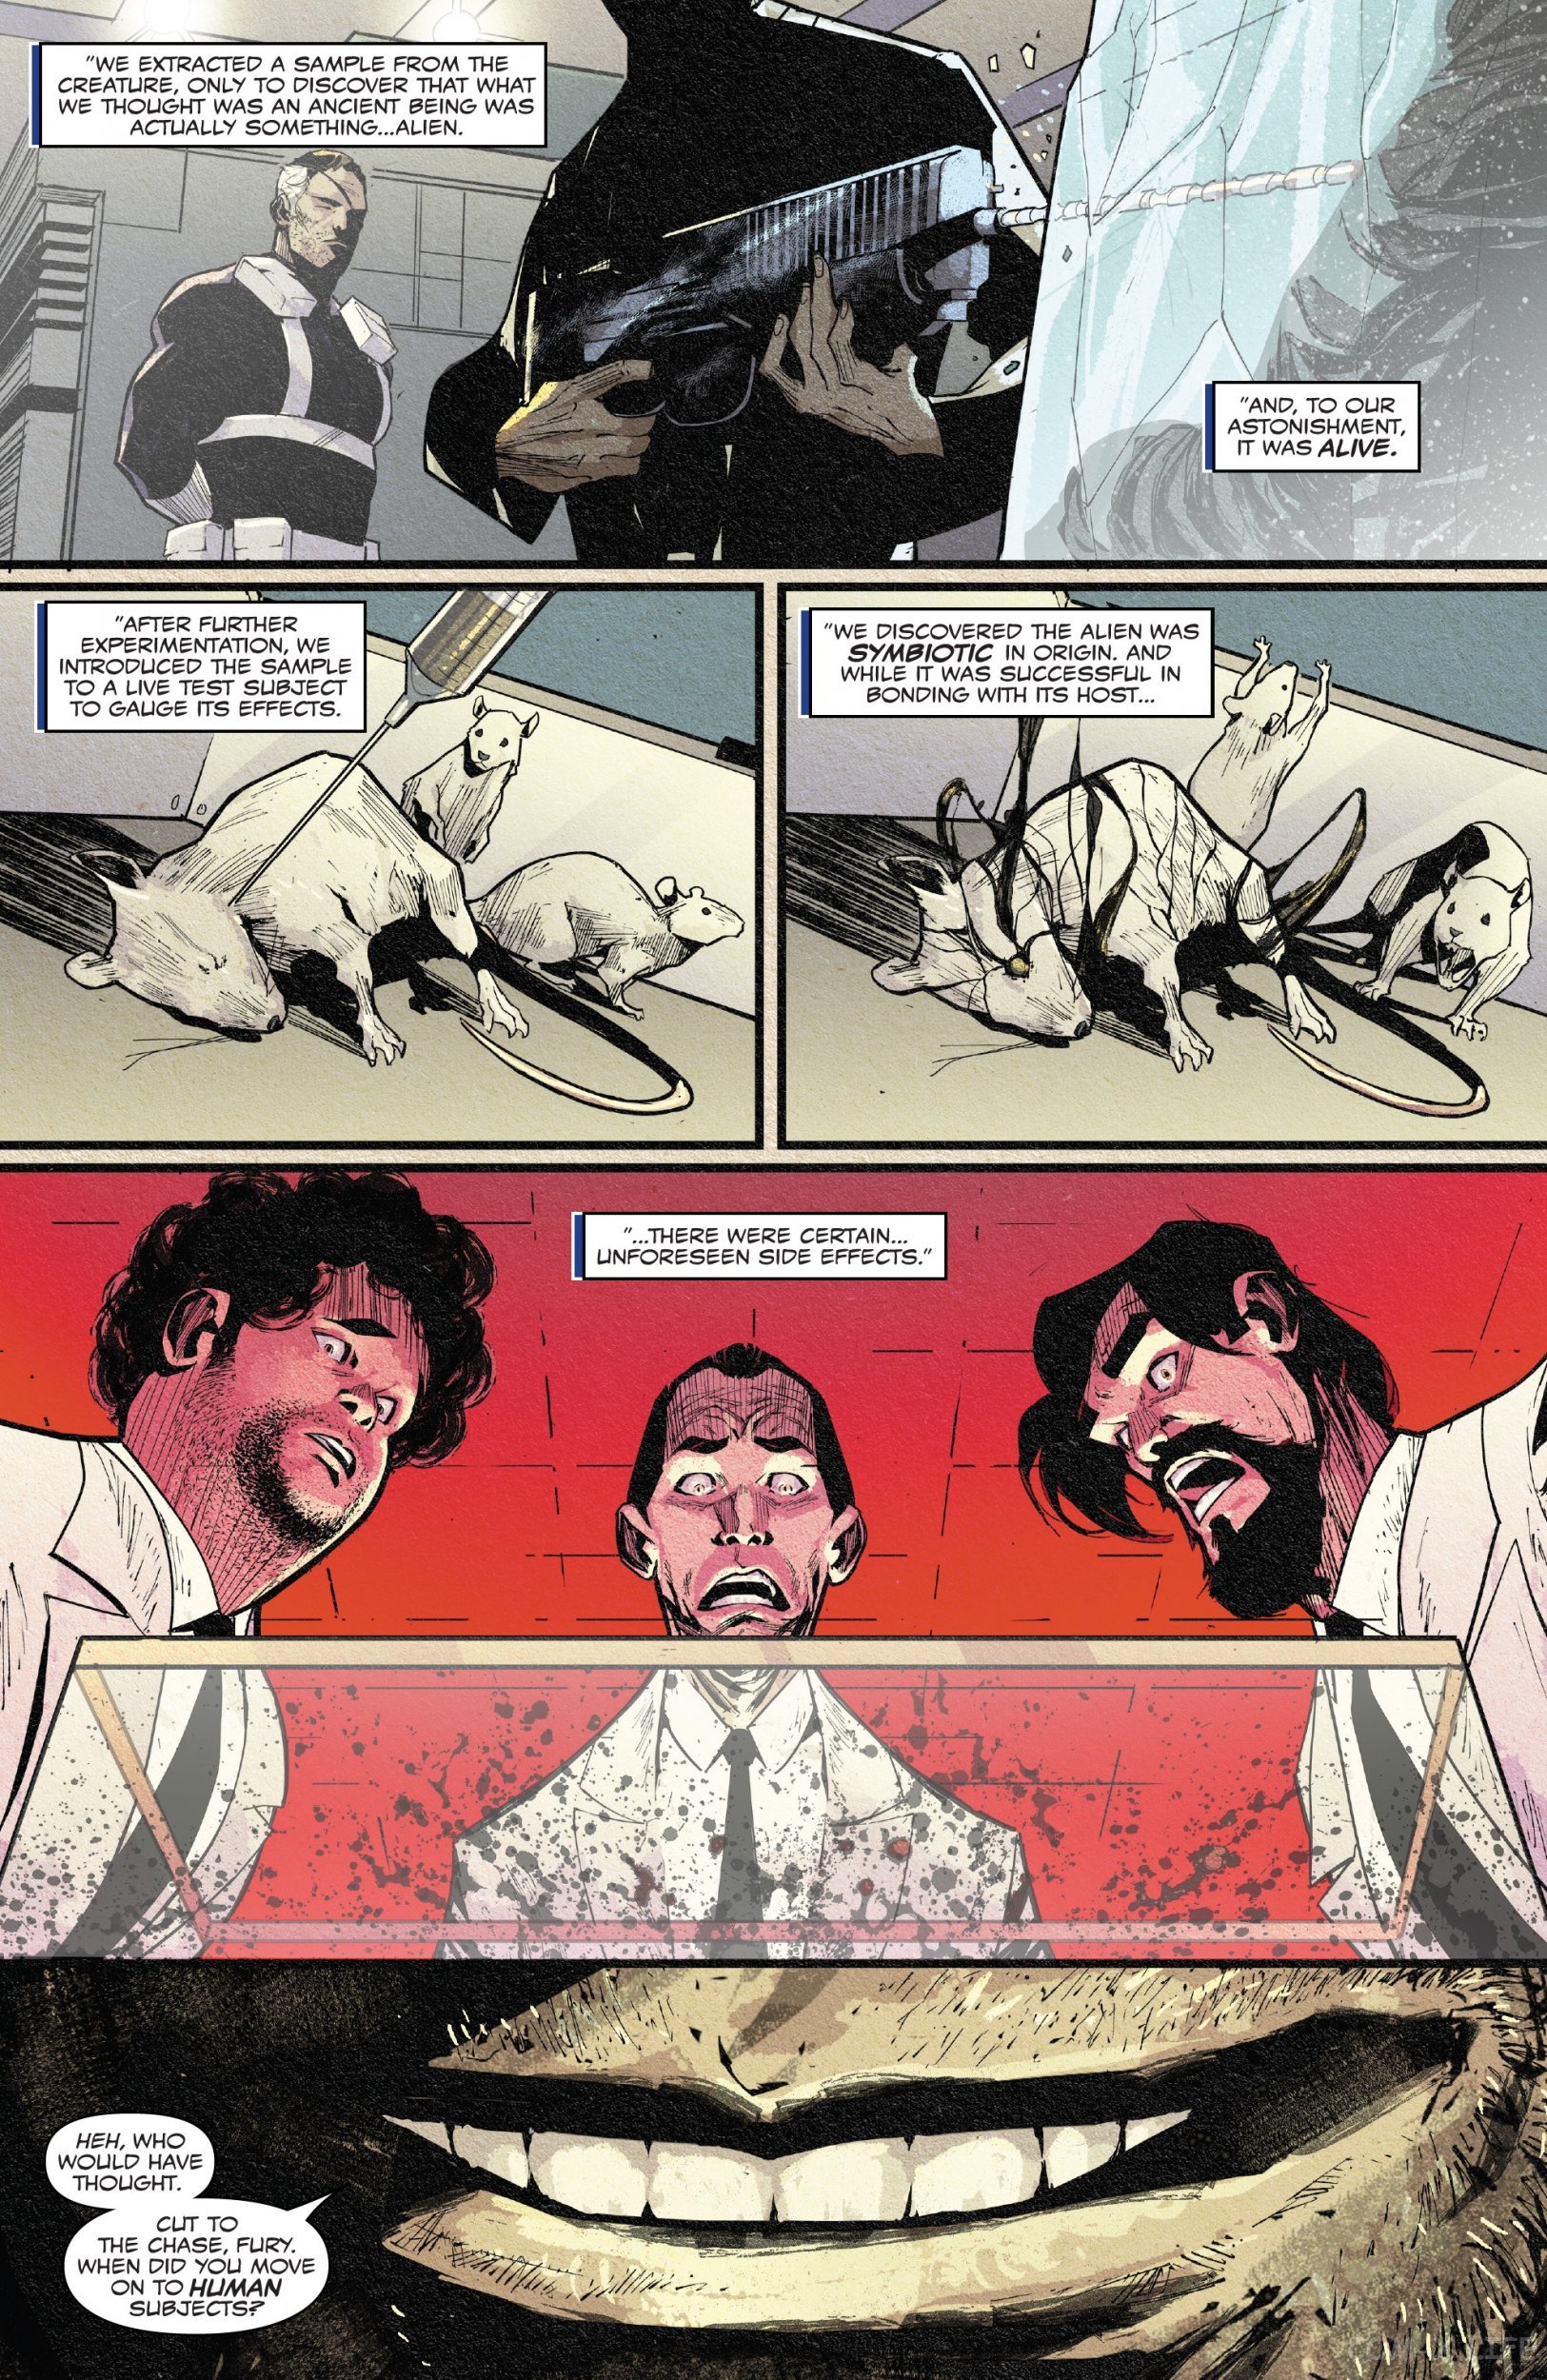 "WE EXTRACTED A SAMPLE FROM THE
CREATURE, ONLY TO DISCOVER THAT WHAT
WE THOUGHT WAS AN ANCIENT BEING WAS
ACTUALLY SOMETHING...ALIEN.
"AND, TO OUR
ASTONISHMENT,
IT WAS ALIVE.
"AFTER FURTHER
EXPERIMENTATION, WE
INTRODUCED THE SAMPLE
TO A LIVE TEST SUBJECT
TO GAUGE ITS EFFECTS.
"WE DISCOVERED THE ALIEN WAS
SYMBIOTIC IN ORIGIN. AND
WHILE IT WAS SUCCESSFUL IN
BONDING WITH ITS HOST...
"...THERE WERE CERTAIN...
UNFORESEEN SIDE EFFECTS."
HEH, WHO
WOULD HAVE
THOUGHT.
CUT TO
THE CHASE, FURY.
WHEN DID YOU MOVE
ON TO HUMAN
SUBJECTS?